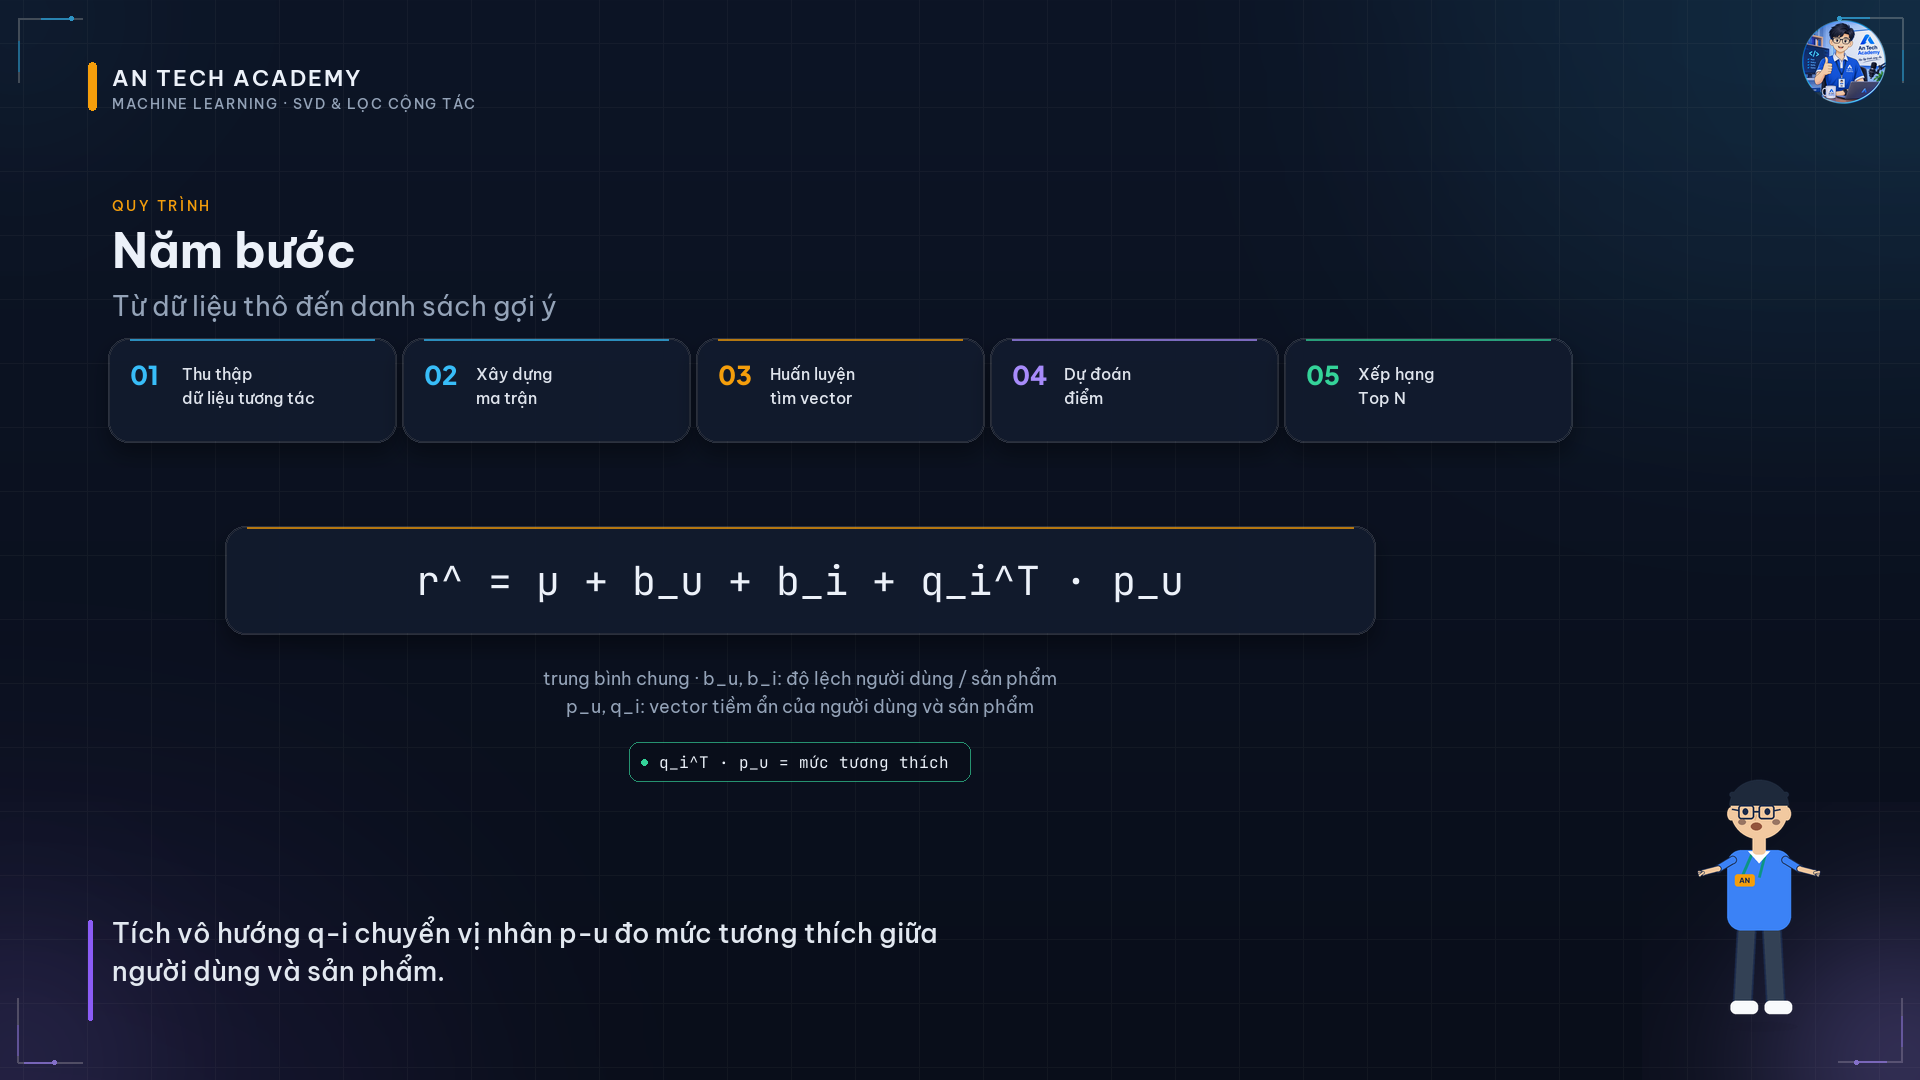 AN TECH ACADEMY
MACHINE LEARNING · SVD & LỌC CỘNG TÁC
An Tech
Academy
QUY TRÌNH
Năm bước
Từ dữ liệu thô đến danh sách gợi ý
01 Thu thập
dữ liệu tương tác
02 Xây dựng
ma trận
03 Huấn luyện
tìm vector
04 Dự đoán
điểm
05 Xếp hạng
Top N
r^ = μ + b_u + b_i + q_i^T · p_u
trung bình chung · b_u, b_i: độ lệch người dùng / sản phẩm
p_u, q_i: vector tiềm ẩn của người dùng và sản phẩm
q_i^T · p_u = mức tương thích
AN
Tích vô hướng q-i chuyển vị nhân p-u đo mức tương thích giữa
người dùng và sản phẩm.